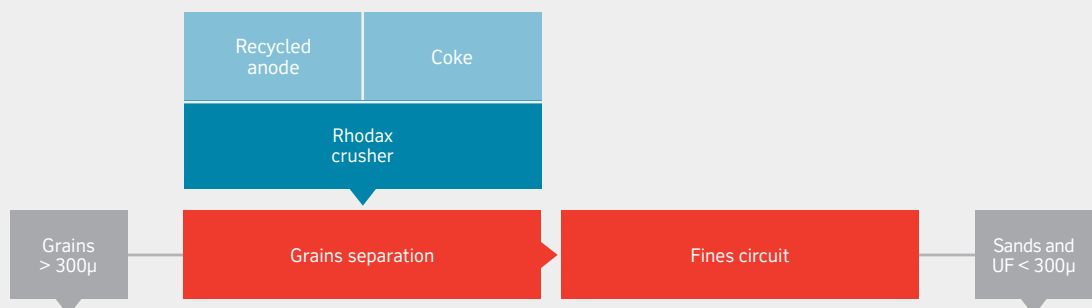 Recycled
anode
Coke
Rhodax
crusher
Grains
> 300µ
Grains separation
Fines circuit
Sands and
UF < 300µ